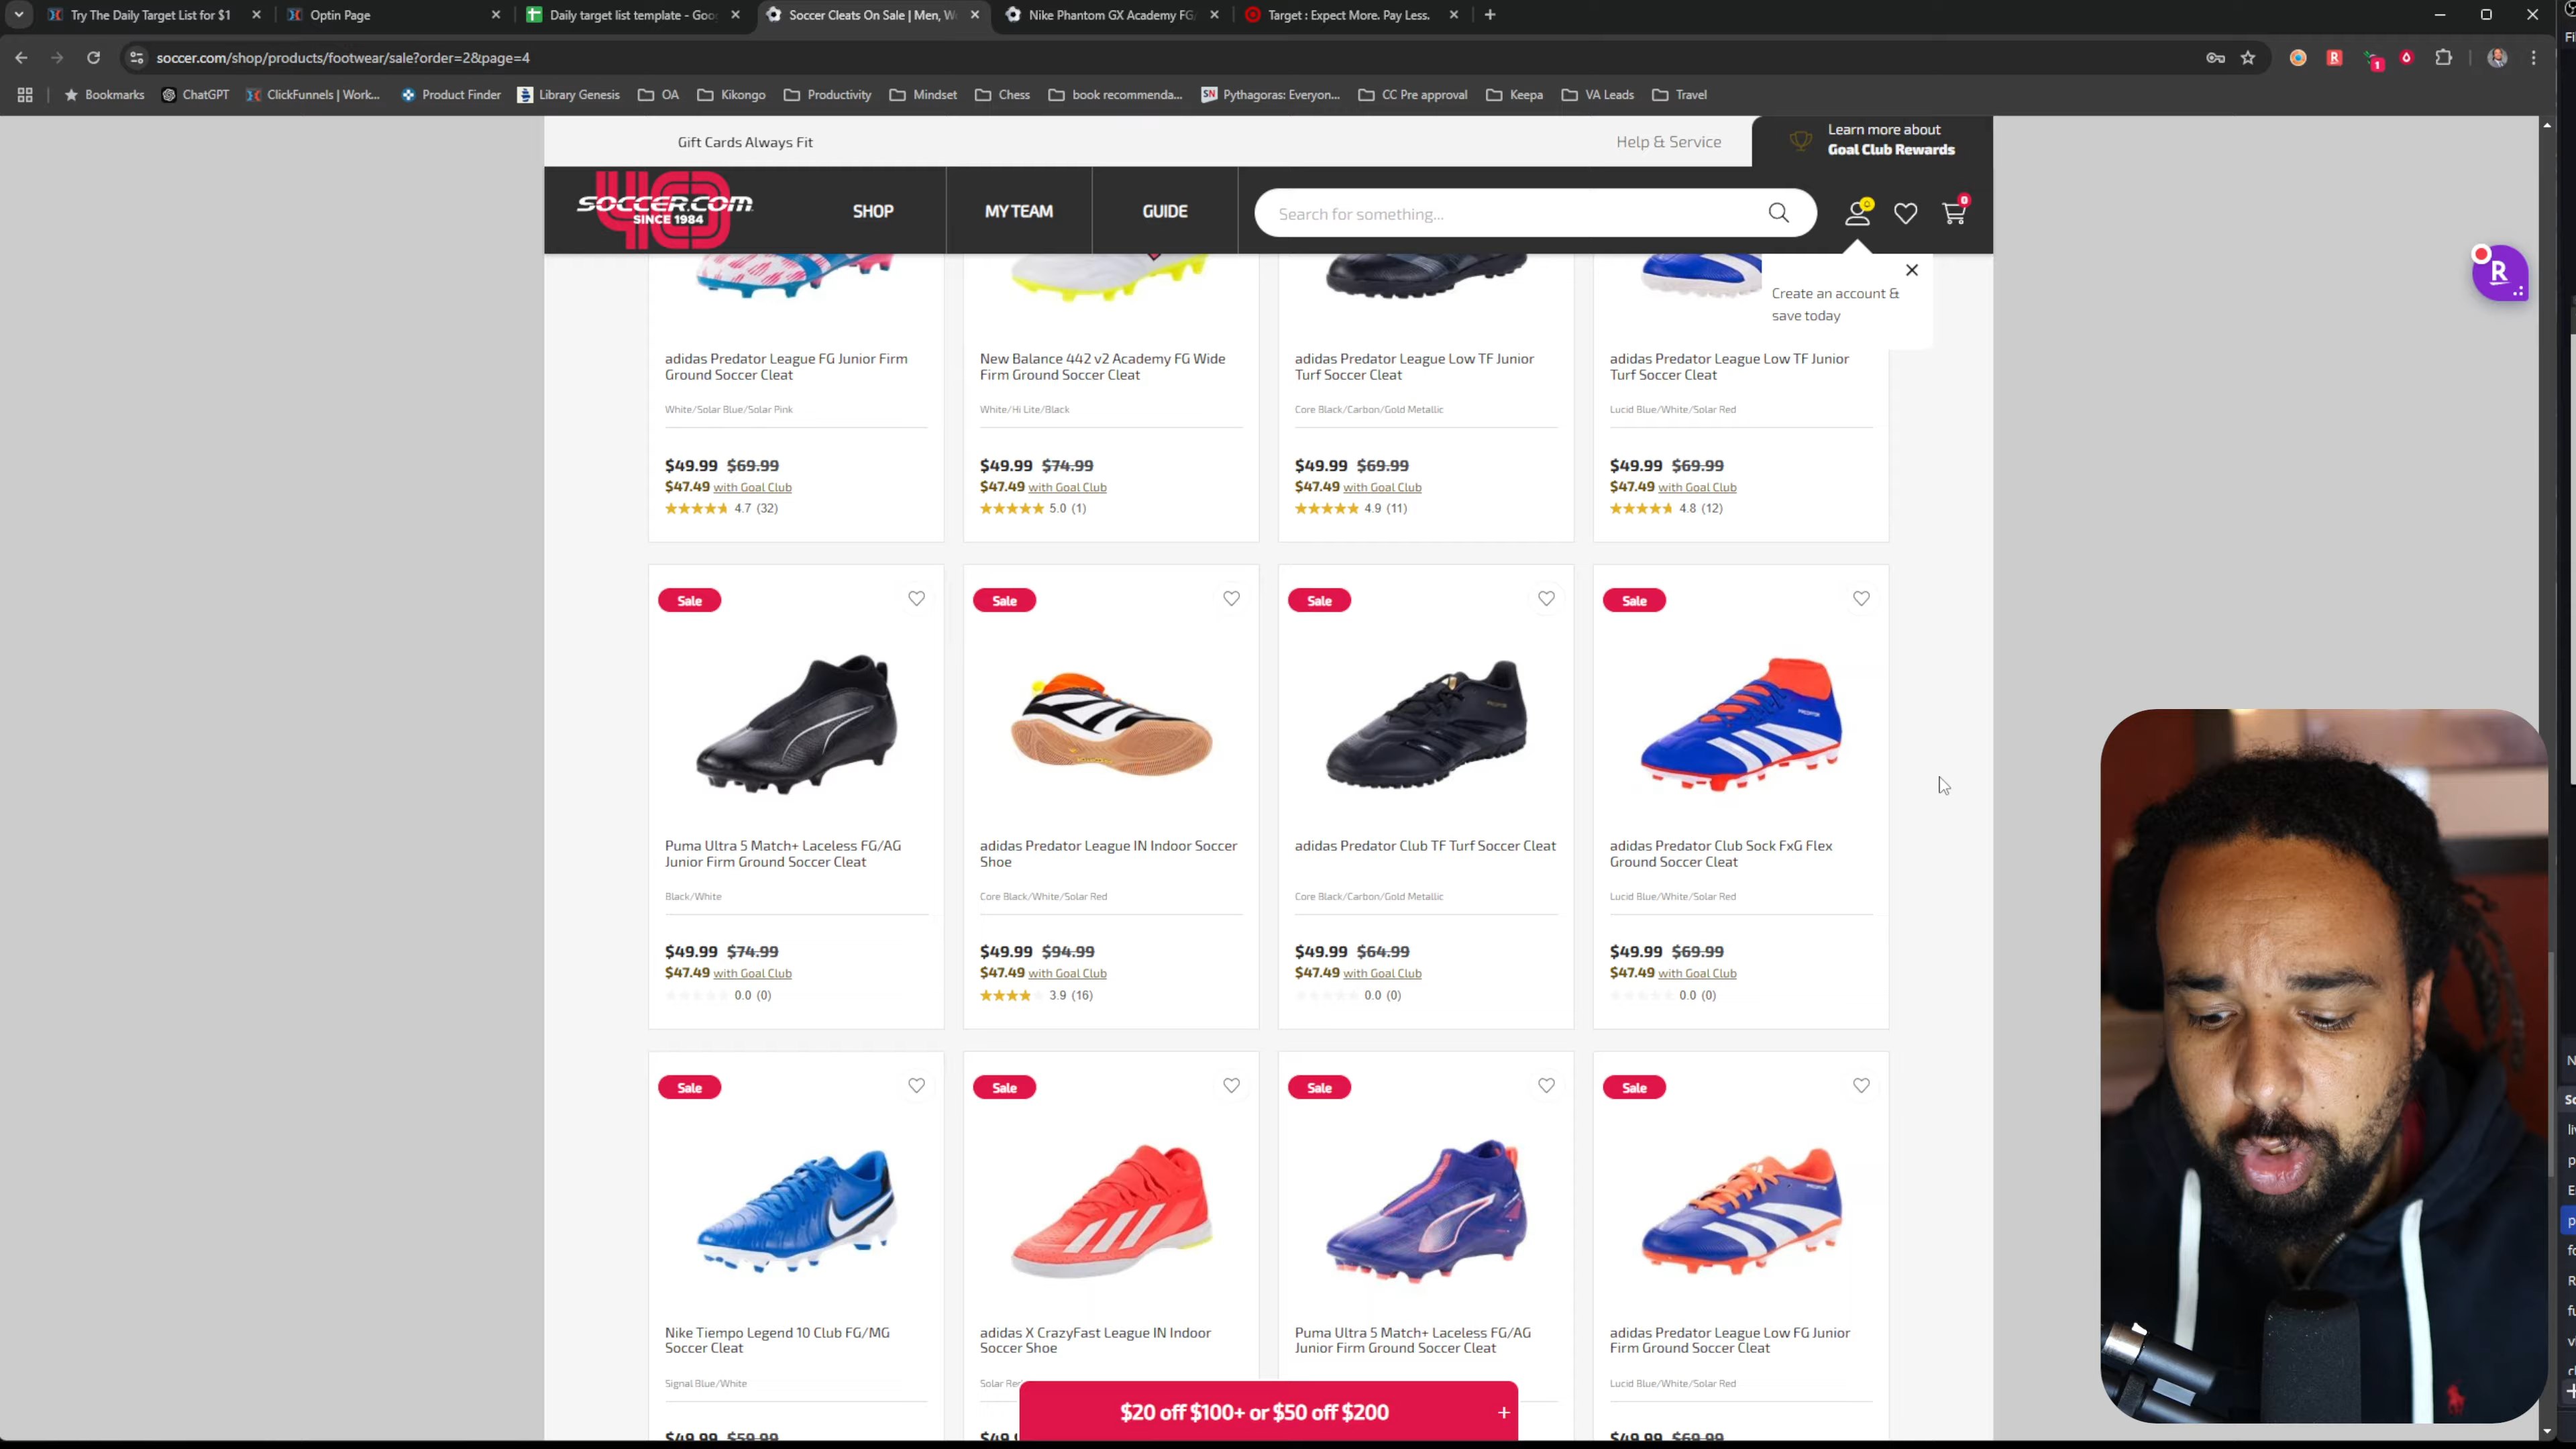 Try The Daily Target List for $1
Optin Page
Daily target list template - Goo
Soccer Cleats On Sale | Men, W
Nike Phantom GX Academy FG
Target : Expect More. Pay Less.
soccer.com/shop/products/footwear/sale?order=2&page=4
Bookmarks ChatGPT ClickFunnels | Work... Product Finder Library Genesis OA Kikongo Productivity Mindset Chess book recommenda... Pythagoras: Everyon... CC Pre approval Keepa VA Leads Travel
Gift Cards Always Fit
Help & Service
Learn more about
Goal Club Rewards
40
SOCCER.COM
SINCE 1984
SHOP
MY TEAM
GUIDE
Search for something...
0
Create an account &
save today
adidas Predator League FG Junior Firm
Ground Soccer Cleat
White/Solar Blue/Solar Pink
$49.99 $69.99
$47.49 with Goal Club
4.7 (32)
New Balance 442 v2 Academy FG Wide
Firm Ground Soccer Cleat
White/Hi Lite/Black
$49.99 $74.99
$47.49 with Goal Club
5.0 (1)
adidas Predator League Low TF Junior
Turf Soccer Cleat
Core Black/Carbon/Gold Metallic
$49.99 $69.99
$47.49 with Goal Club
4.9 (11)
adidas Predator League Low TF Junior
Turf Soccer Cleat
Lucid Blue/White/Solar Red
$49.99 $69.99
$47.49 with Goal Club
4.8 (12)
Sale
Puma Ultra 5 Match+ Laceless FG/AG
Junior Firm Ground Soccer Cleat
Black/White
$49.99 $74.99
$47.49 with Goal Club
0.0 (0)
Sale
adidas Predator League IN Indoor Soccer
Shoe
Core Black/White/Solar Red
$49.99 $94.99
$47.49 with Goal Club
3.9 (16)
Sale
adidas Predator Club TF Turf Soccer Cleat
Core Black/Carbon/Gold Metallic
$49.99 $64.99
$47.49 with Goal Club
0.0 (0)
Sale
adidas Predator Club Sock FxG Flex
Ground Soccer Cleat
Lucid Blue/White/Solar Red
$49.99 $69.99
$47.49 with Goal Club
0.0 (0)
Sale
Nike Tiempo Legend 10 Club FG/MG
Soccer Cleat
Signal Blue/White
$49.99 $59.99
Sale
adidas X CrazyFast League IN Indoor
Soccer Shoe
Solar Red
Sale
Puma Ultra 5 Match+ Laceless FG/AG
Junior Firm Ground Soccer Cleat
Sale
adidas Predator League Low FG Junior
Firm Ground Soccer Cleat
Lucid Blue/White/Solar Red
$49.99 $69.99
$20 off $100+ or $50 off $200 +
R